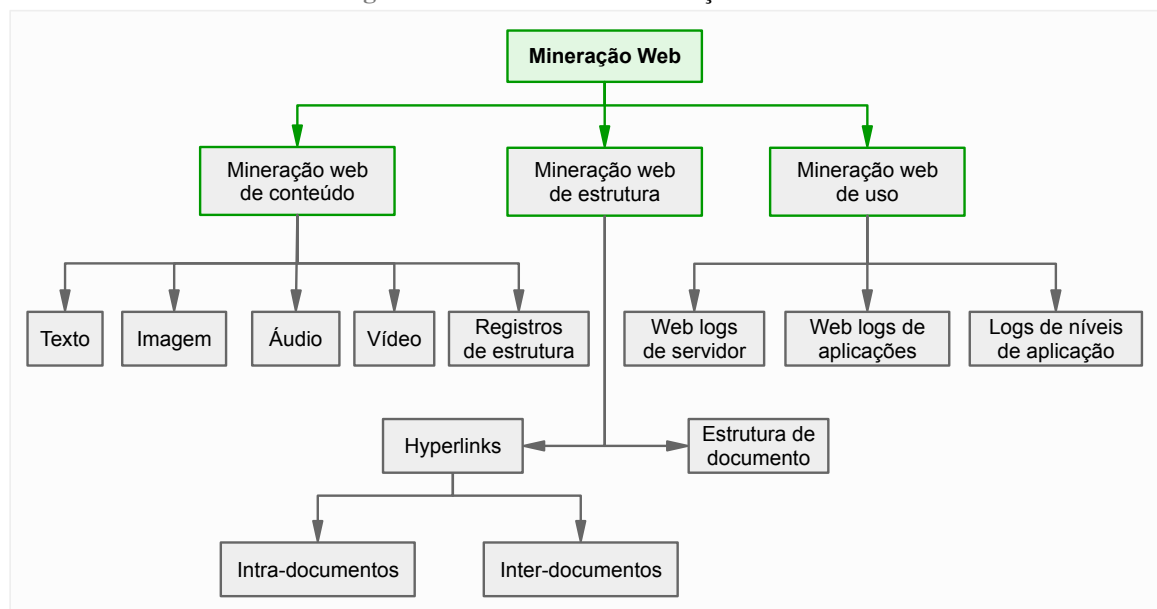 Mineração Web
Mineração web
de conteúdo
Mineração web
de estrutura
Mineração web
de uso
Texto
Imagem
Áudio
Vídeo
Registros
de estrutura
Web logs
de servidor
Web logs de
aplicações
Logs de níveis
de aplicação
Hyperlinks
Estrutura de
documento
Intra-documentos
Inter-documentos